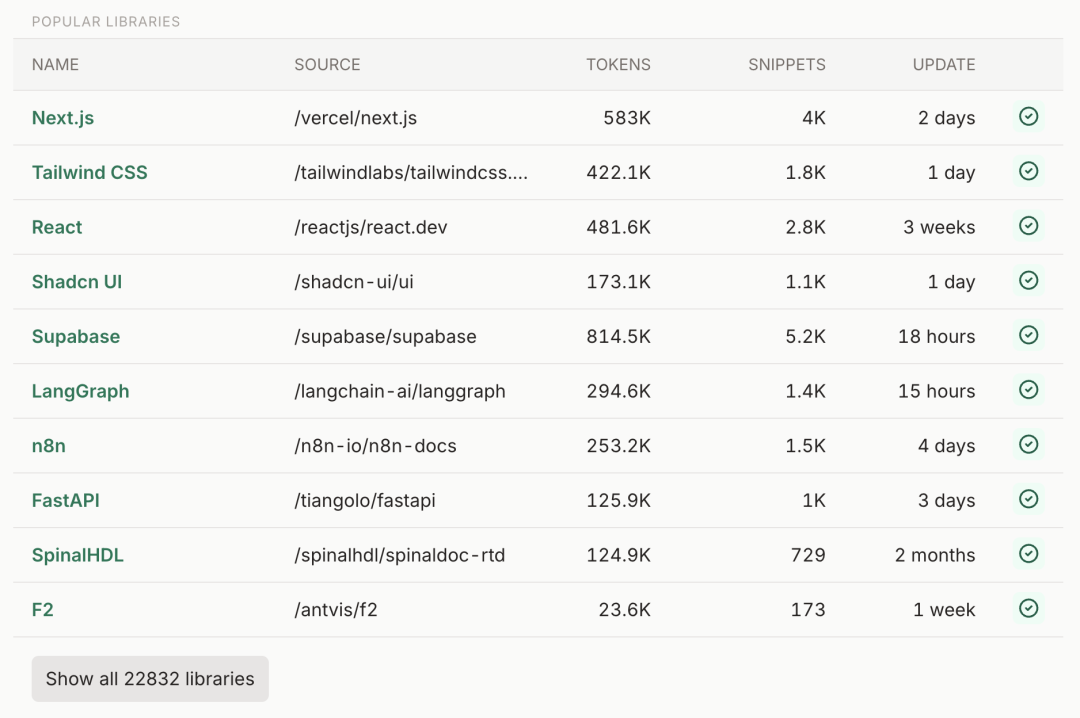 POPULAR LIBRARIES
NAME SOURCE TOKENS SNIPPETS UPDATE
Next.js /vercel/next.js 583K 4K 2 days
Tailwind CSS /tailwindlabs/tailwindcss.... 422.1K 1.8K 1 day
React /reactjs/react.dev 481.6K 2.8K 3 weeks
Shadcn UI /shadcn-ui/ui 173.1K 1.1K 1 day
Supabase /supabase/supabase 814.5K 5.2K 18 hours
LangGraph /langchain-ai/langgraph 294.6K 1.4K 15 hours
n8n /n8n-io/n8n-docs 253.2K 1.5K 4 days
FastAPI /tiangolo/fastapi 125.9K 1K 3 days
SpinalHDL /spinalhdl/spinaldoc-rtd 124.9K 729 2 months
F2 /antvis/f2 23.6K 173 1 week
Show all 22832 libraries